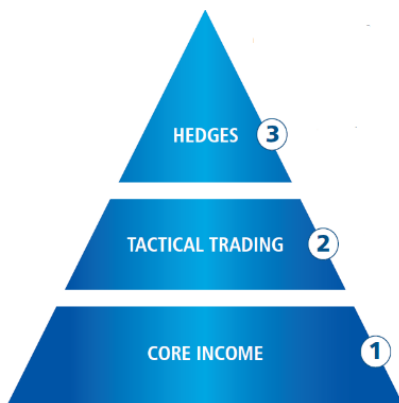 HEDGES 3
TACTICAL TRADING 2
CORE INCOME 1